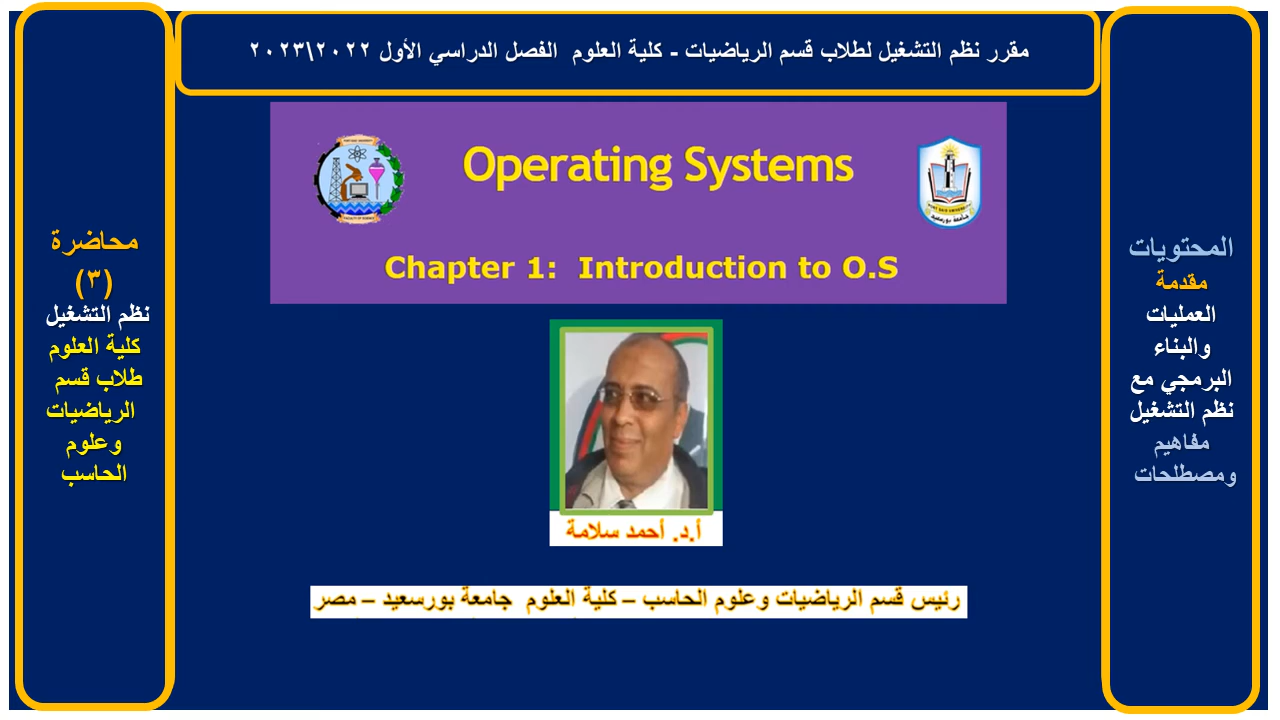 مقرر نظم التشغيل لطلاب قسم الرياضيات - كلية العلوم الفصل الدراسي الأول ٢٠٢٢\٢٠٢٣
Operating Systems
جامعة بورسعيد
Chapter 1: Introduction to O.S
المحتويات
مقدمة
العمليات
والبناء
البرمجي مع
نظم التشغيل
مفاهيم
ومصطلحات
محاضرة
(٣)
نظم التشغيل
كلية العلوم
طلاب قسم
الرياضيات
وعلوم
الحاسب
أ.د. أحمد سلامة
رئيس قسم الرياضيات وعلوم الحاسب – كلية العلوم جامعة بورسعيد – مصر